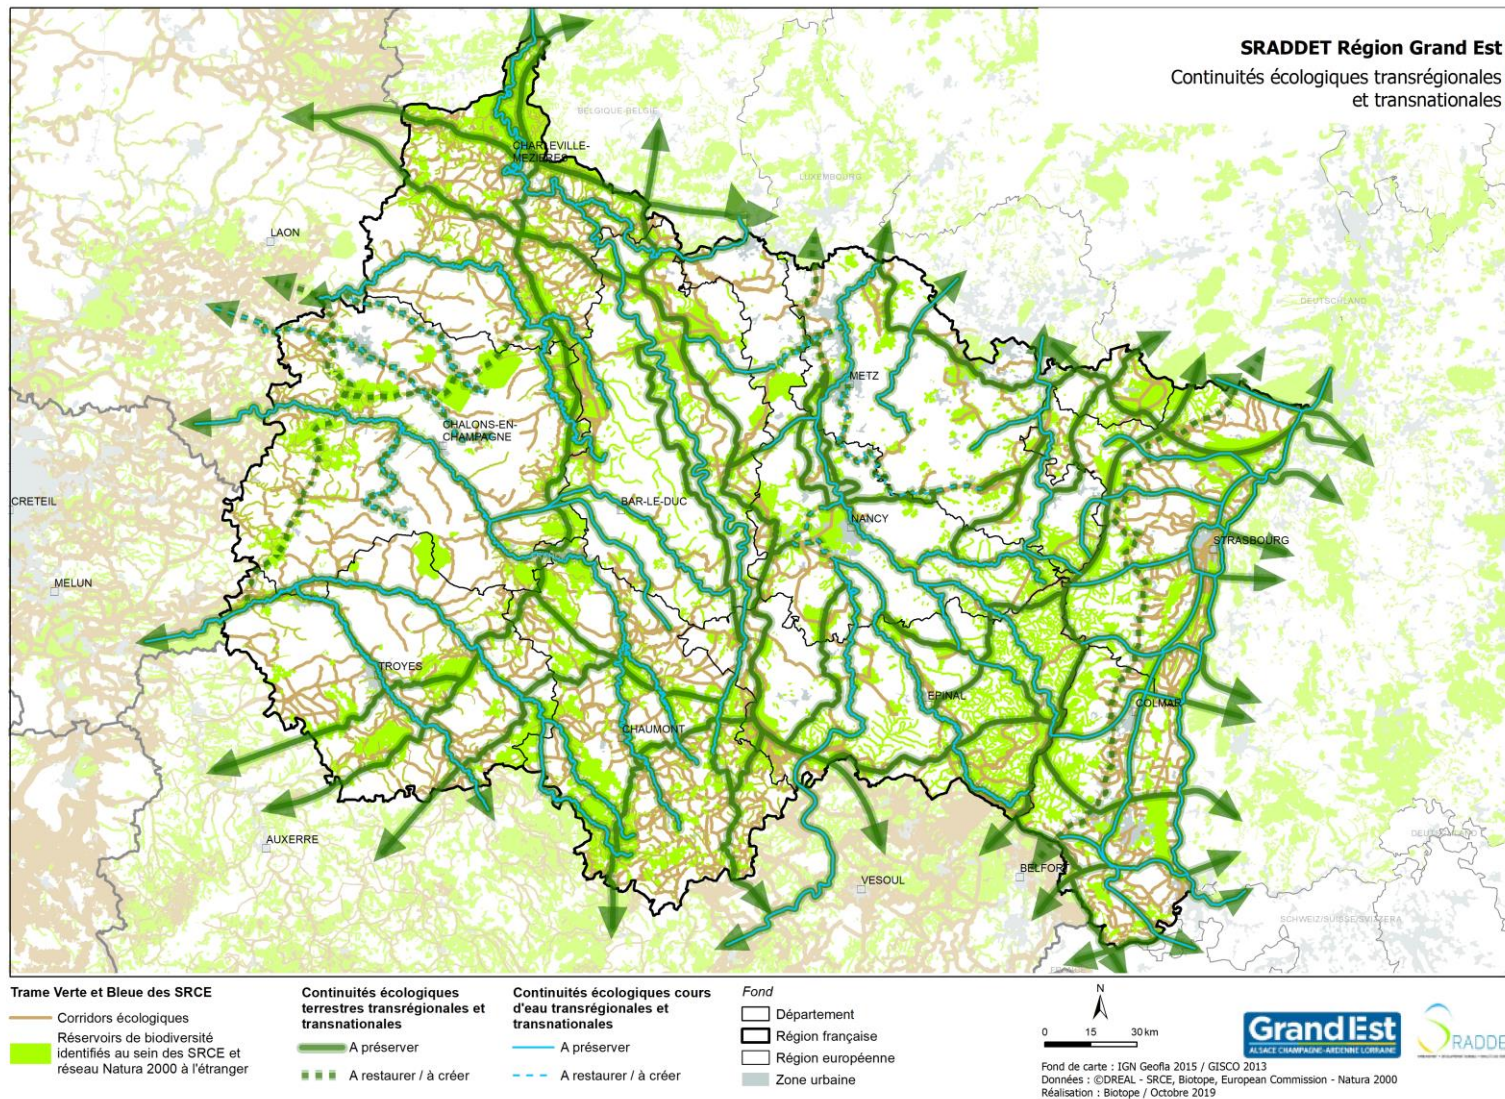 SRADDET Région Grand Est
Continuités écologiques transrégionales
et transnationales
BELGIQUE-BELGI
CHARLEVILLE-
MEZIERES
LUXEMBOURG
LAON
DEUTSCHLAND
METZ
CHALONS-EN-
CHAMPAGNE
CRETEIL
BAR-LE-DUC
NANCY
STRASBOURG
MELUN
TROYES
EPINAL
COLMAR
CHAUMONT
AUXERRE
DEUTSCHLAND
BELFORT
VESOUL
SCHWEIZ/SUISSE/SVIZZERA
Trame Verte et Bleue des SRCE
Corridors écologiques
Réservoirs de biodiversité
identifiés au sein des SRCE et
réseau Natura 2000 à l'étranger
Continuités écologiques
terrestres transrégionales et
transnationales
A préserver
A restaurer / à créer
Continuités écologiques cours
d'eau transrégionales et
transnationales
A préserver
A restaurer / à créer
Fond
Département
Région française
Région européenne
Zone urbaine
N
0 15 30 km
Fond de carte : IGN Geofla 2015 / GISCO 2013
Données : ©DREAL - SRCE, Biotope, European Commission - Natura 2000
Réalisation : Biotope / Octobre 2019
GrandEst
ALSACE CHAMPAGNE-ARDENNE LORRAINE
SRADDE